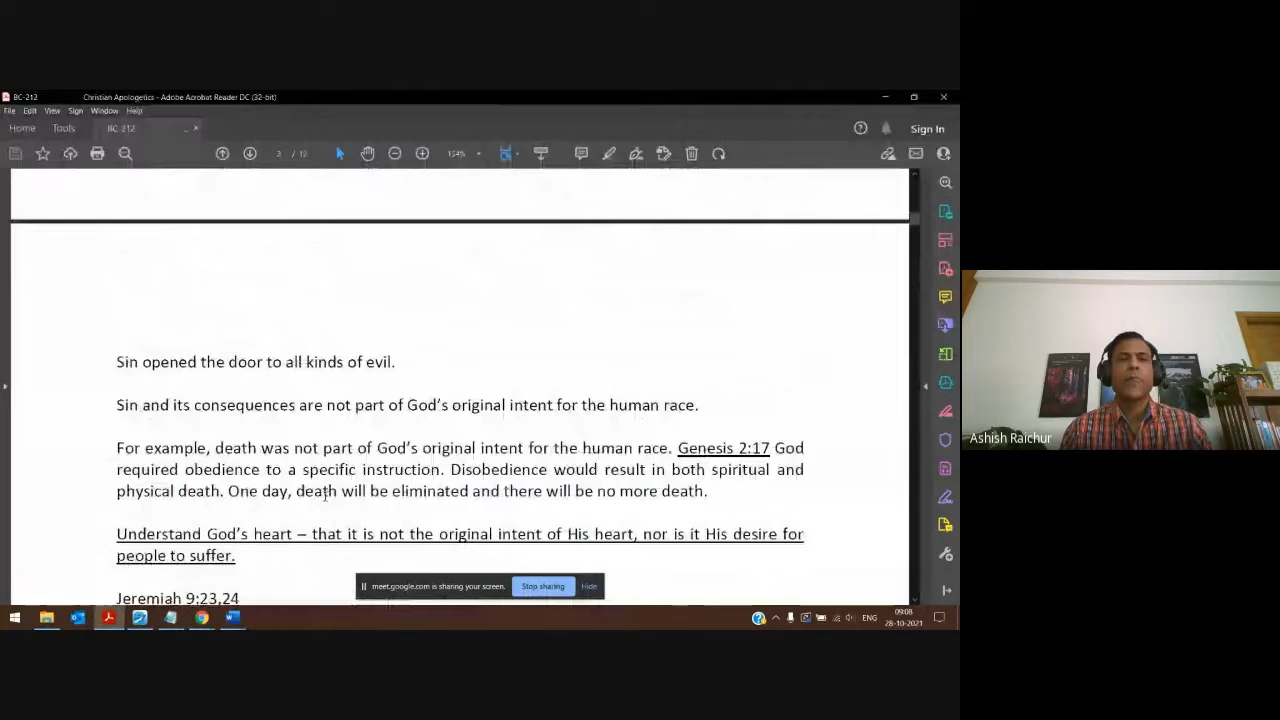 BC-212 Christian Apologetics - Adobe Acrobat Reader DC (32-bit)
File Edit View Sign Window Help
Home Tools BC-212 Sign In
3 / 154%
Sin opened the door to all kinds of evil.
Sin and its consequences are not part of God’s original intent for the human race.
For example, death was not part of God’s original intent for the human race. Genesis 2:17 God
required obedience to a specific instruction. Disobedience would result in both spiritual and
physical death. One day, death will be eliminated and there will be no more death.
Understand God’s heart – that it is not the original intent of His heart, nor is it His desire for
people to suffer.
Jeremiah 9:23,24
meet.google.com is sharing your screen. Stop sharing Hide
ENG
09:08
28-10-2021
Ashish Raichur